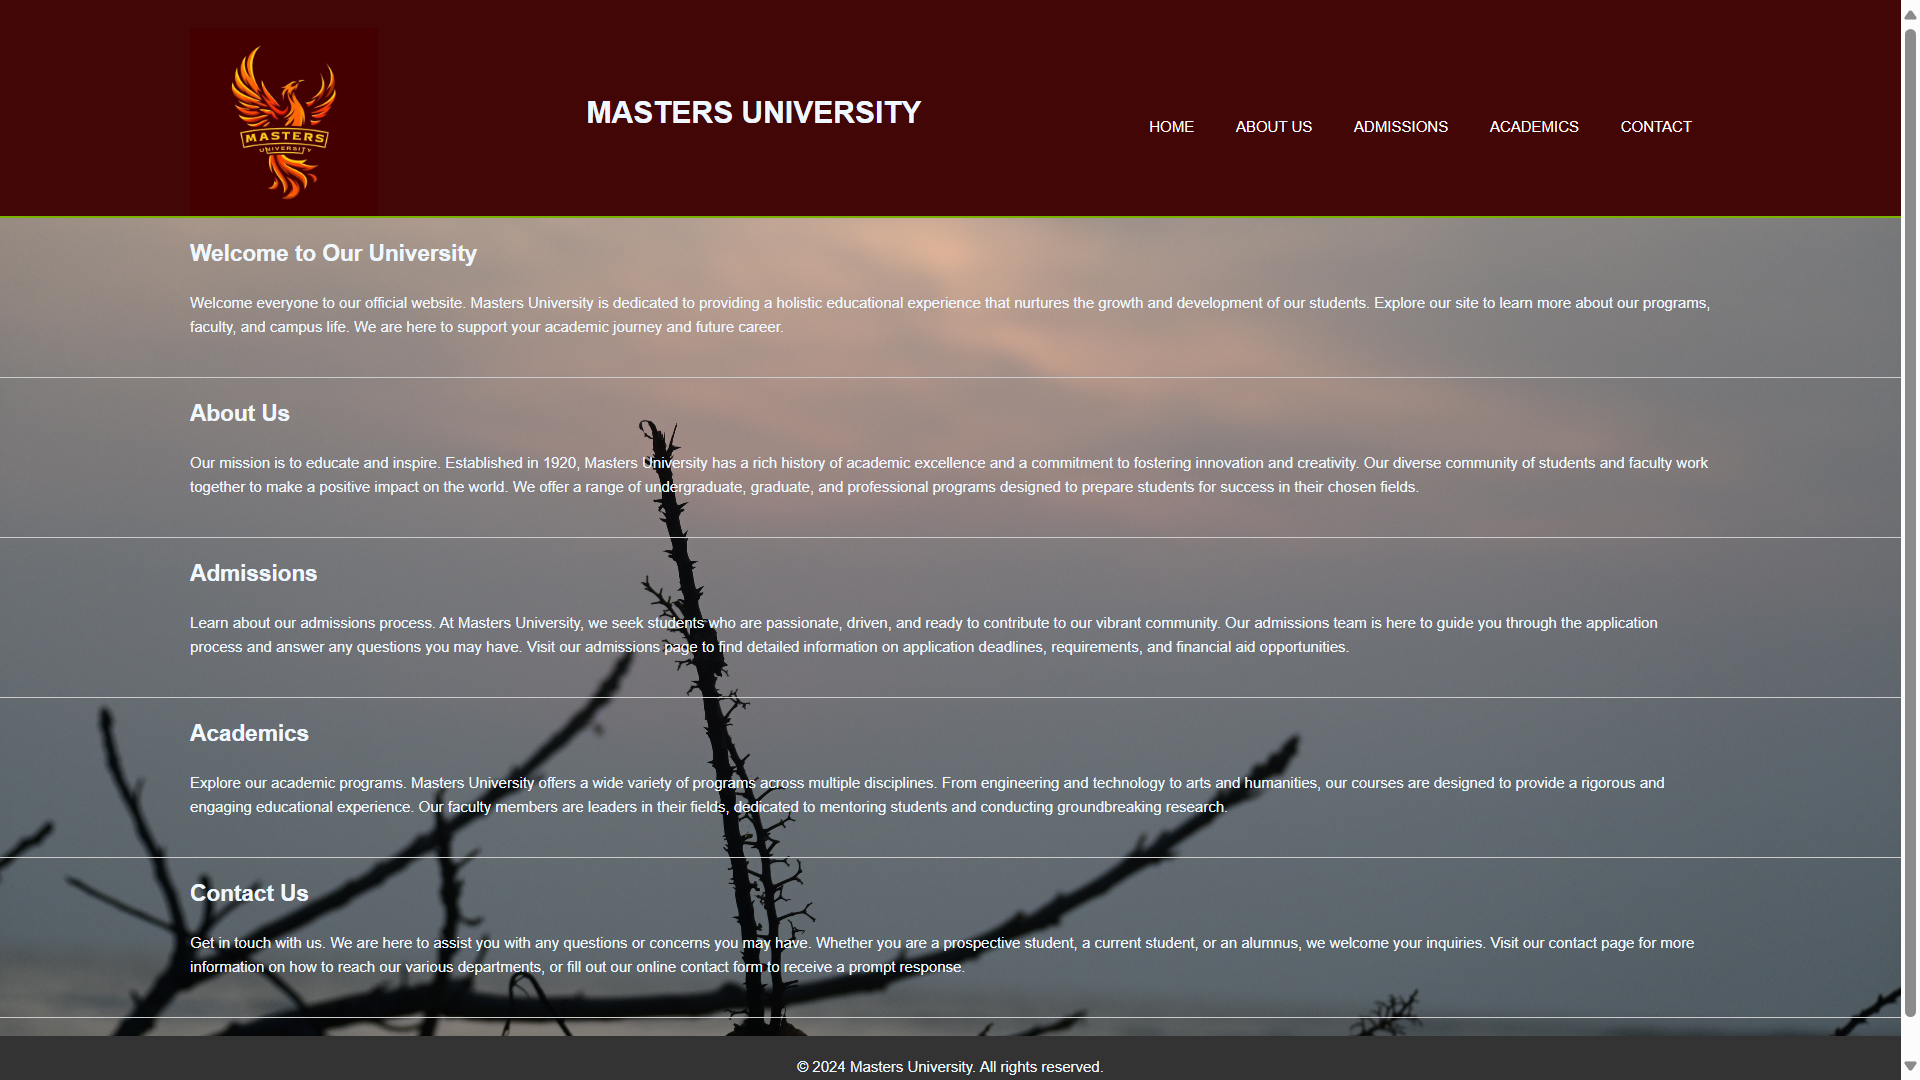 MASTERS
UNIVERSITY
MASTERS UNIVERSITY
HOME ABOUT US ADMISSIONS ACADEMICS CONTACT
Welcome to Our University
Welcome everyone to our official website. Masters University is dedicated to providing a holistic educational experience that nurtures the growth and development of our students. Explore our site to learn more about our programs,
faculty, and campus life. We are here to support your academic journey and future career.
About Us
Our mission is to educate and inspire. Established in 1920, Masters University has a rich history of academic excellence and a commitment to fostering innovation and creativity. Our diverse community of students and faculty work
together to make a positive impact on the world. We offer a range of undergraduate, graduate, and professional programs designed to prepare students for success in their chosen fields.
Admissions
Learn about our admissions process. At Masters University, we seek students who are passionate, driven, and ready to contribute to our vibrant community. Our admissions team is here to guide you through the application
process and answer any questions you may have. Visit our admissions page to find detailed information on application deadlines, requirements, and financial aid opportunities.
Academics
Explore our academic programs. Masters University offers a wide variety of programs across multiple disciplines. From engineering and technology to arts and humanities, our courses are designed to provide a rigorous and
engaging educational experience. Our faculty members are leaders in their fields, dedicated to mentoring students and conducting groundbreaking research.
Contact Us
Get in touch with us. We are here to assist you with any questions or concerns you may have. Whether you are a prospective student, a current student, or an alumnus, we welcome your inquiries. Visit our contact page for more
information on how to reach our various departments, or fill out our online contact form to receive a prompt response.
© 2024 Masters University. All rights reserved.